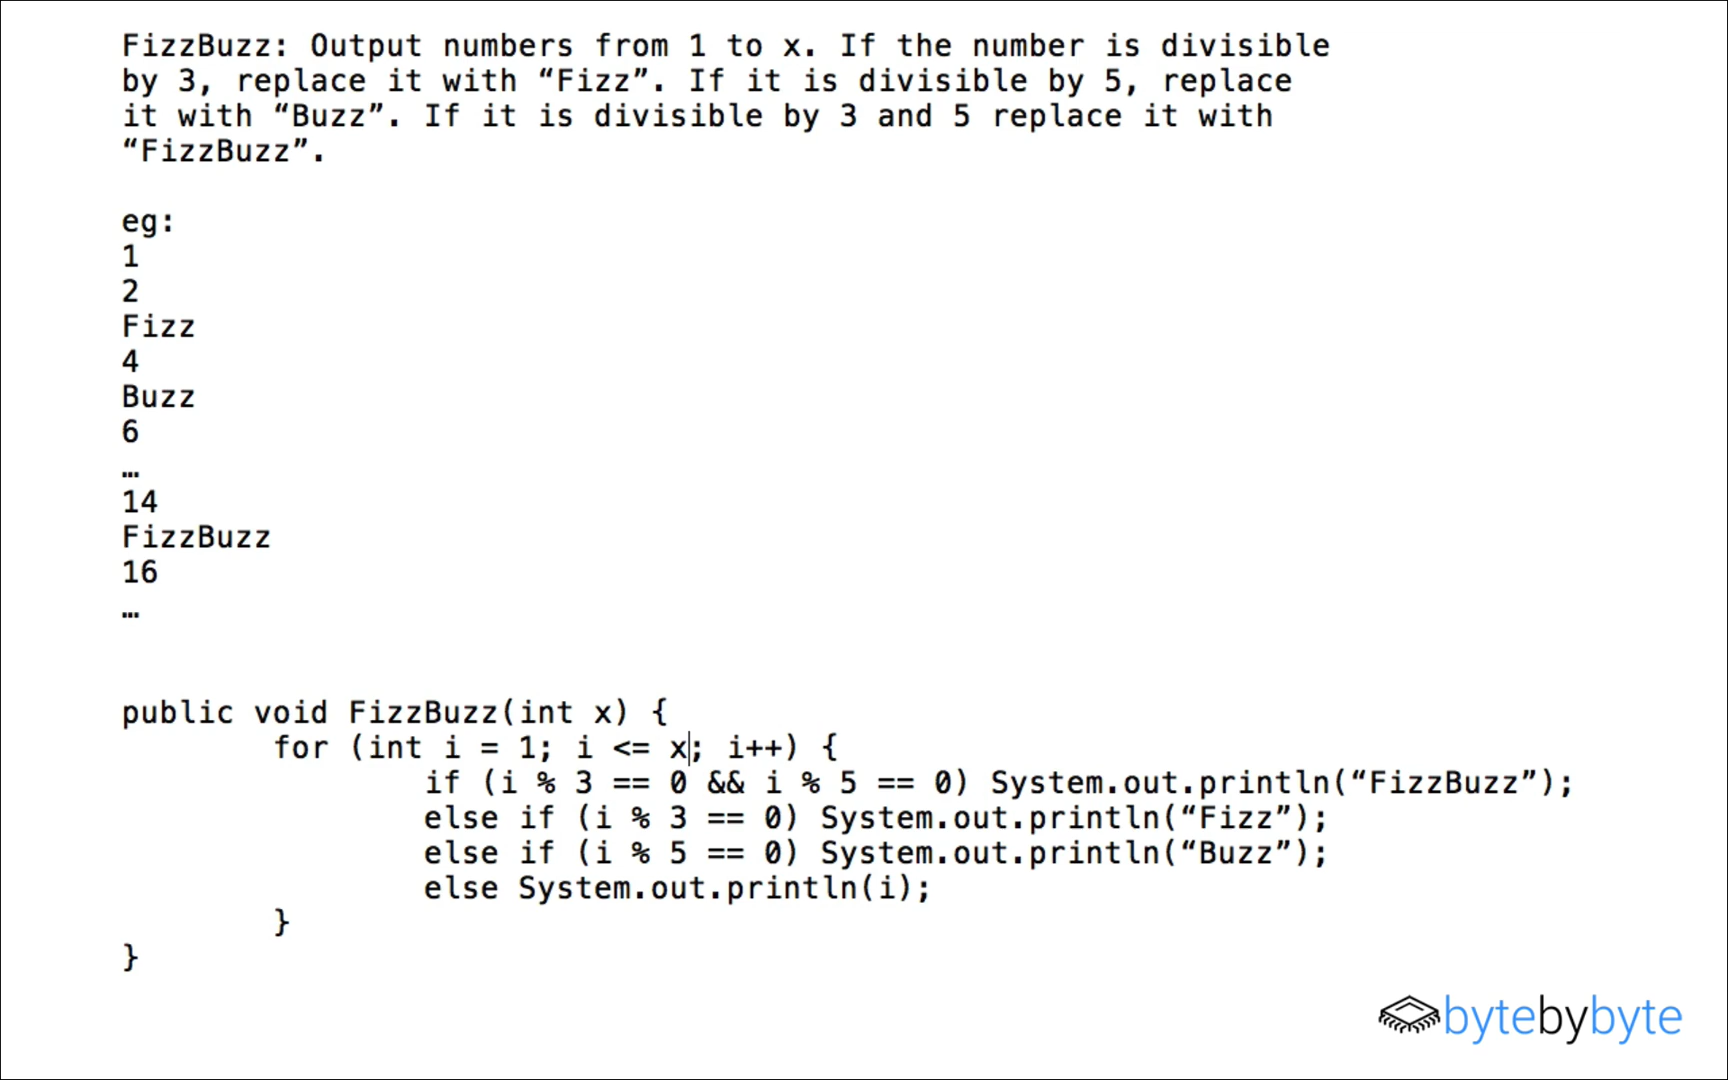 FizzBuzz: Output numbers from 1 to x. If the number is divisible
by 3, replace it with “Fizz”. If it is divisible by 5, replace
it with “Buzz”. If it is divisible by 3 and 5 replace it with
“FizzBuzz”.
eg:
1
2
Fizz
4
Buzz
6
…
14
FizzBuzz
16
…
public void FizzBuzz(int x) {
for (int i = 1; i <= x; i++) {
if (i % 3 == 0 && i % 5 == 0) System.out.println(“FizzBuzz”);
else if (i % 3 == 0) System.out.println(“Fizz”);
else if (i % 5 == 0) System.out.println(“Buzz”);
else System.out.println(i);
}
}
bytebybyte